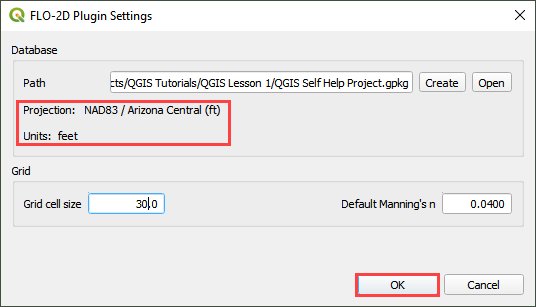 FLO-2D Plugin Settings
Database
Path cts/QGIS Tutorials/QGIS Lesson 1/QGIS Self Help Project.gpkg Create Open
Projection: NAD83 / Arizona Central (ft)
Units: feet
Grid
Grid cell size 30.0 Default Manning's n 0.0400
OK Cancel